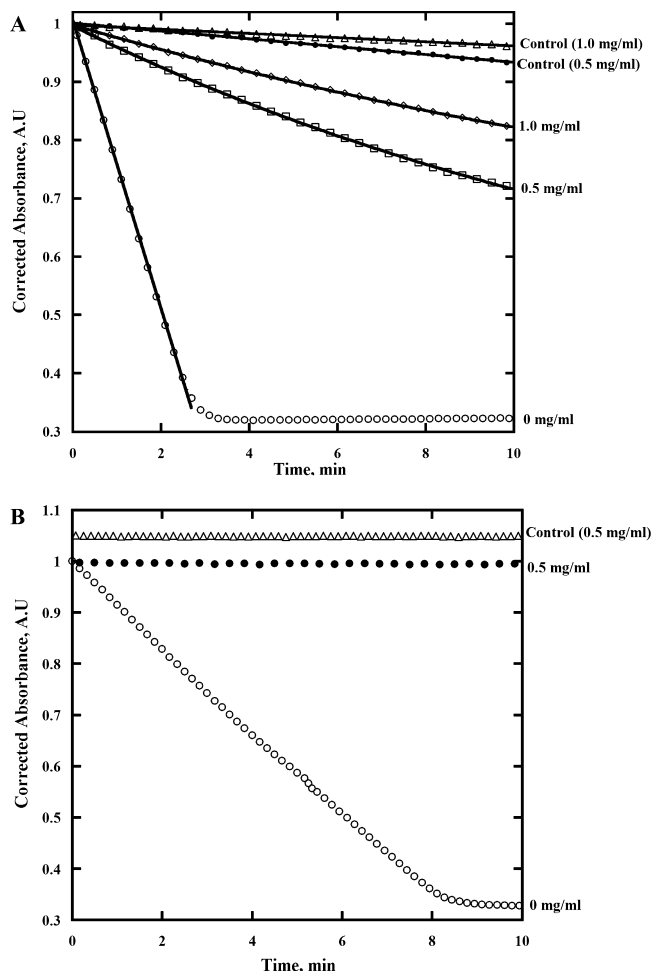 A
Corrected Absorbance, A.U
1
0.9
0.8
0.7
0.6
0.5
0.4
0.3
0
2
4
6
8
10
Time, min
Control (1.0 mg/ml)
Control (0.5 mg/ml)
1.0 mg/ml
0.5 mg/ml
0 mg/ml
B
Corrected Absorbance, A.U
1.1
1
0.9
0.8
0.7
0.6
0.5
0.4
0.3
0
2
4
6
8
10
Time, min
Control (0.5 mg/ml)
0.5 mg/ml
0 mg/ml